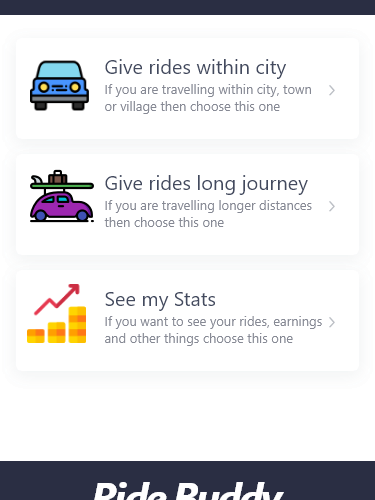 Give rides within city
If you are travelling within city, town
or village then choose this one
Give rides long journey
If you are travelling longer distances
then choose this one
See my Stats
If you want to see your rides, earnings
and other things choose this one
Ride Buddy